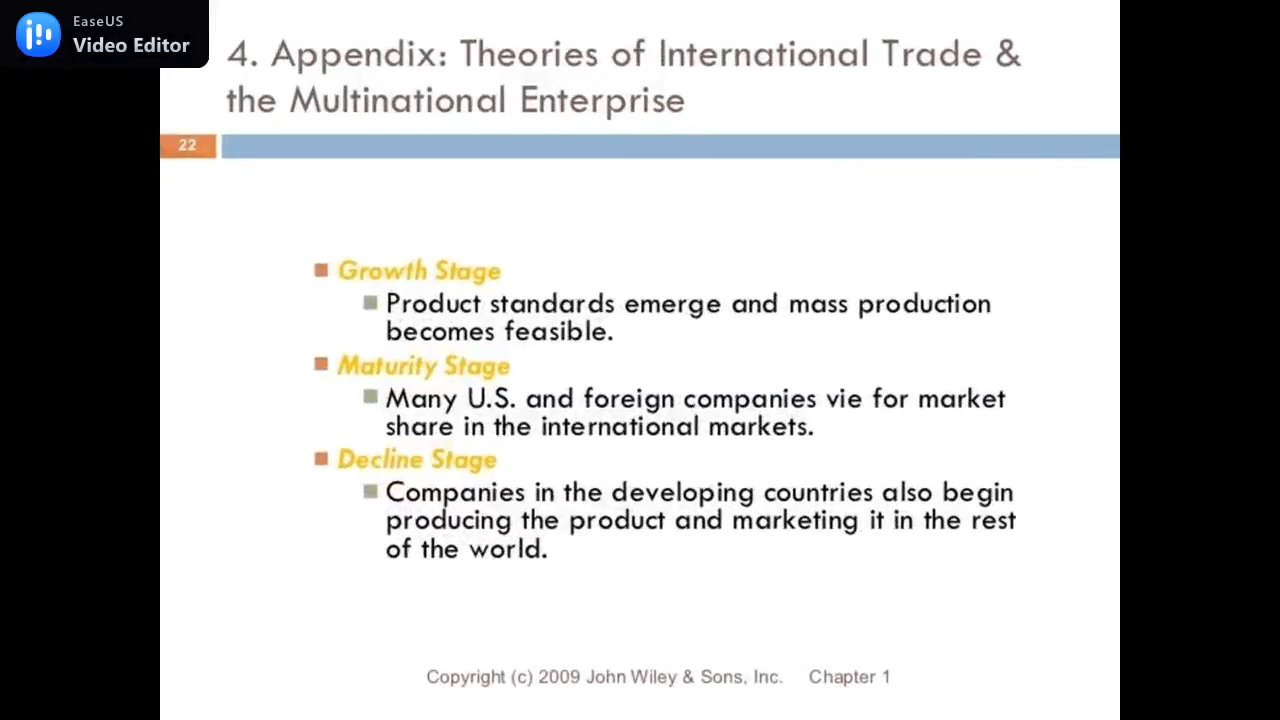 EaseUS
Video Editor
4. Appendix: Theories of International Trade &
the Multinational Enterprise
22
Growth Stage
Product standards emerge and mass production
becomes feasible.
Maturity Stage
Many U.S. and foreign companies vie for market
share in the international markets.
Decline Stage
Companies in the developing countries also begin
producing the product and marketing it in the rest
of the world.
Copyright (c) 2009 John Wiley & Sons, Inc. Chapter 1